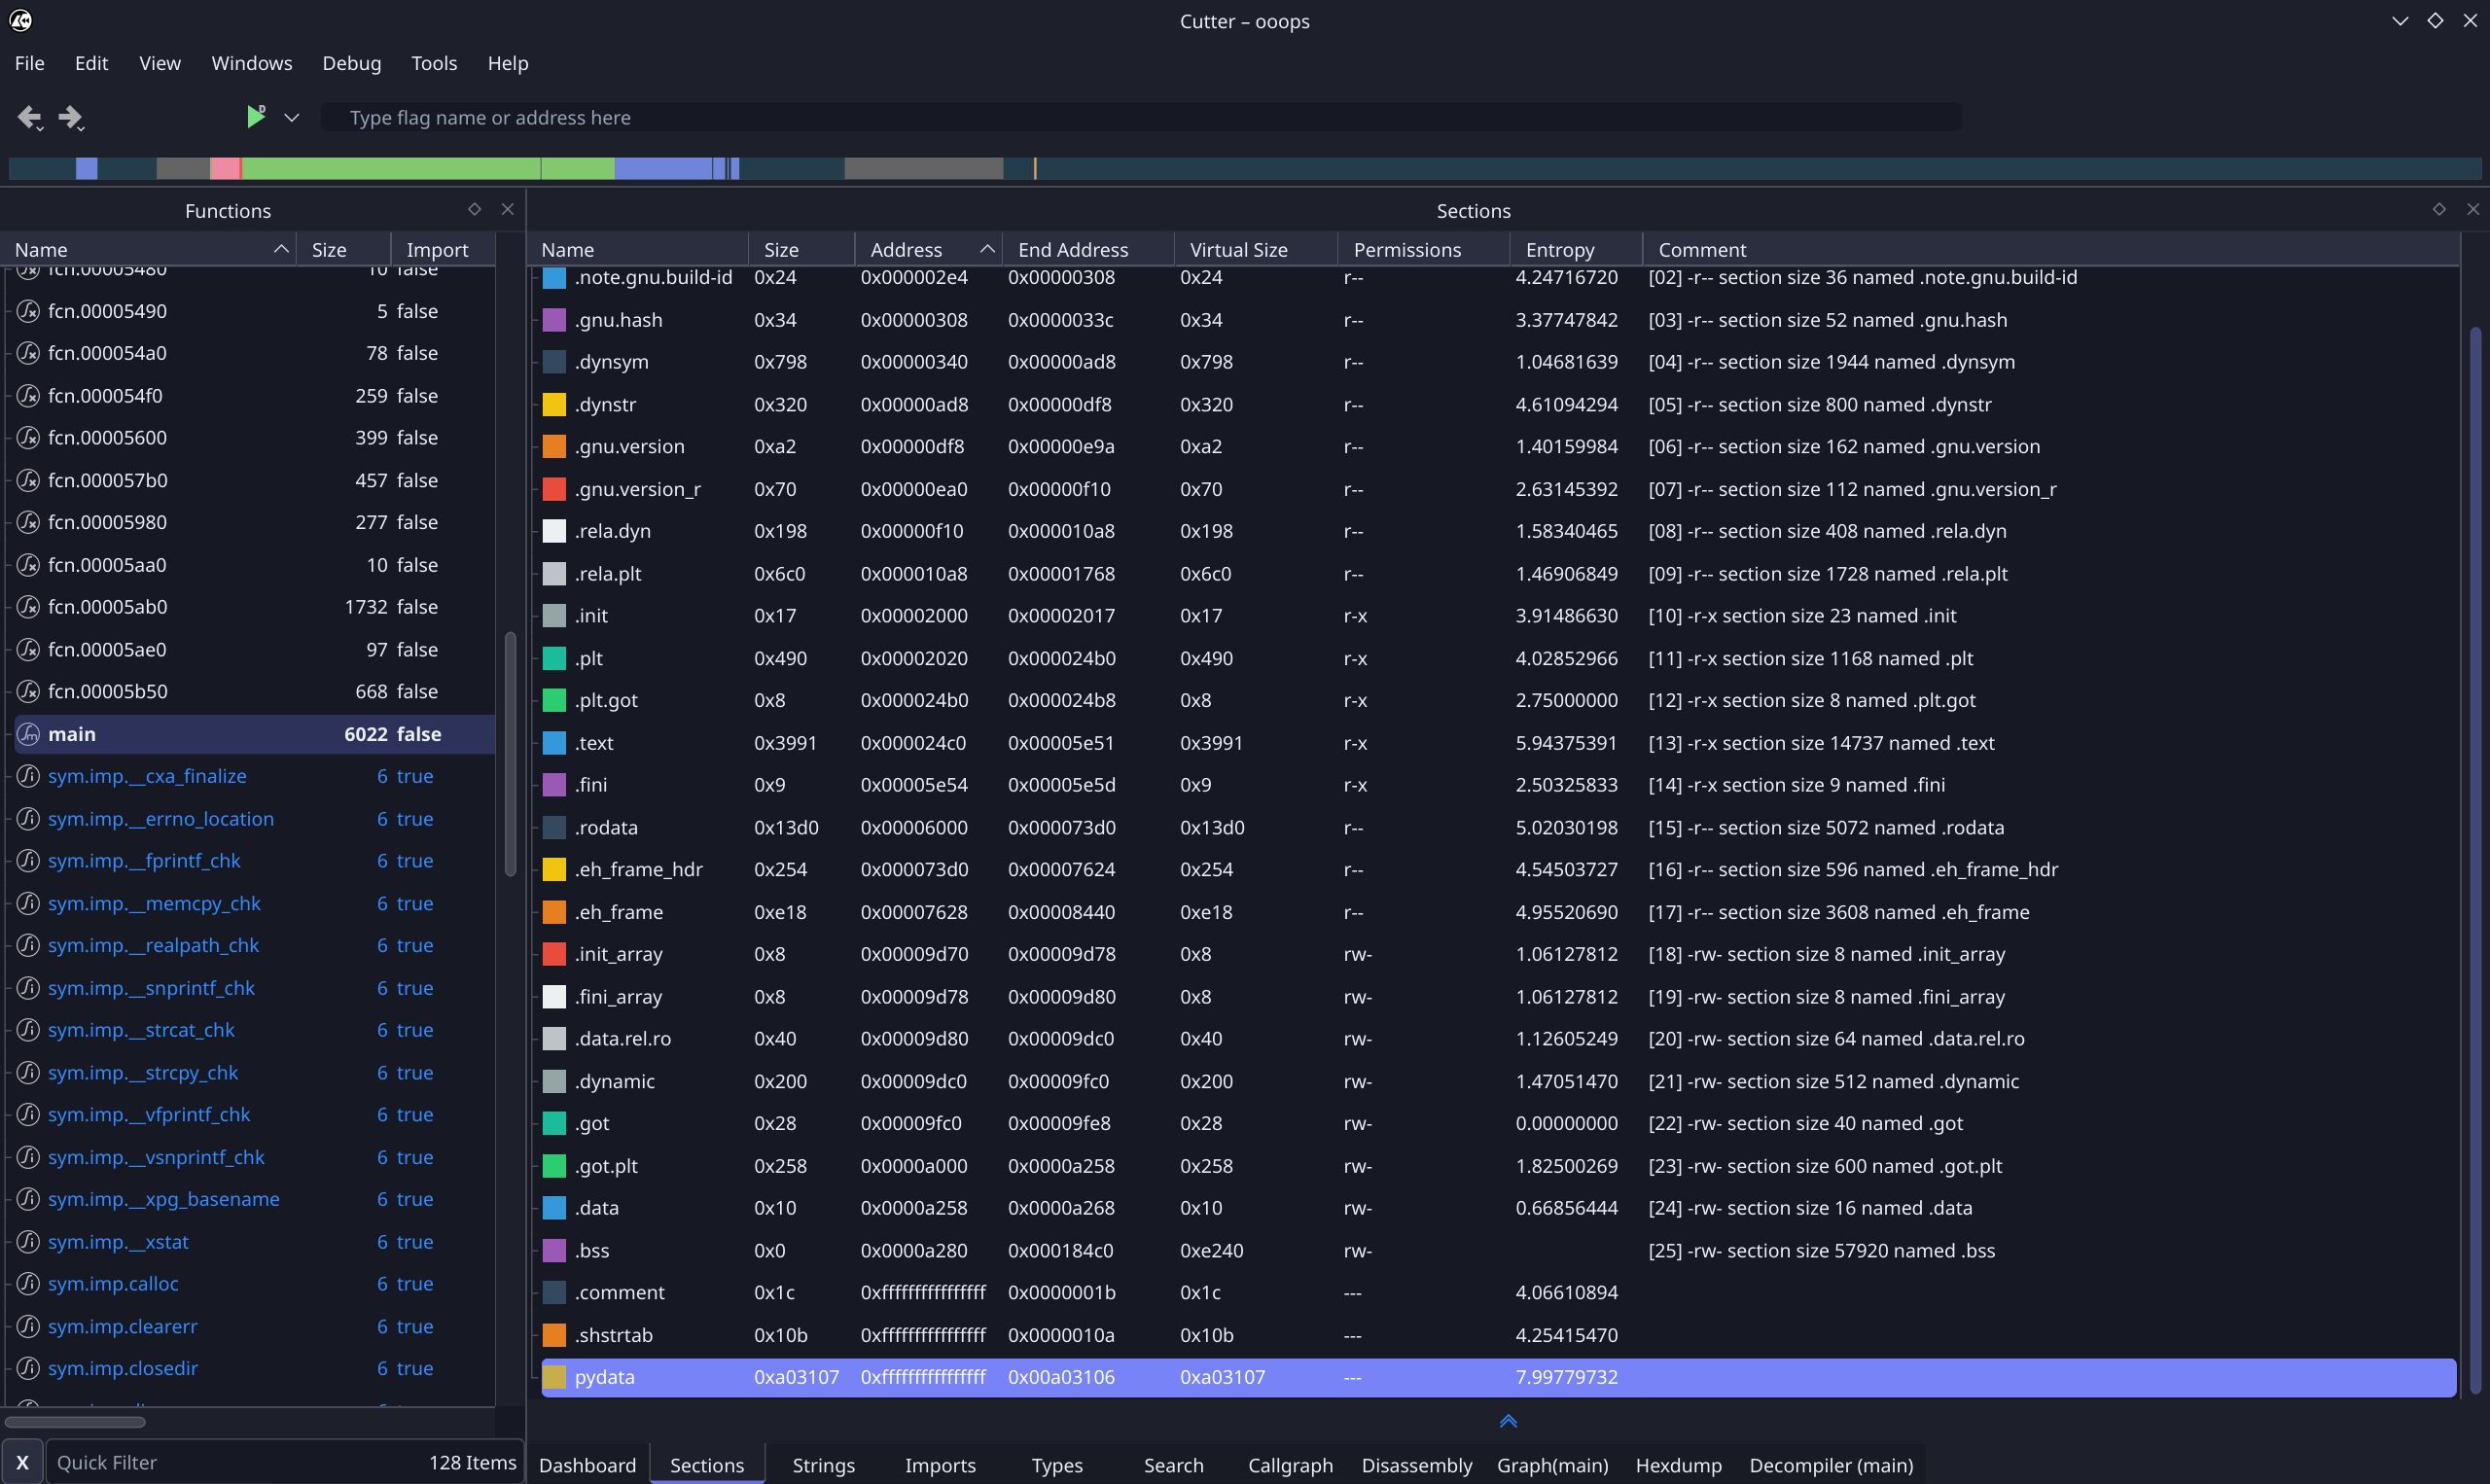 Cutter – ooops
File Edit View Windows Debug Tools Help
D
Type flag name or address here
Functions
Name Size Import
fcn.00005480 10 false
fcn.00005490 5 false
fcn.000054a0 78 false
fcn.000054f0 259 false
fcn.00005600 399 false
fcn.000057b0 457 false
fcn.00005980 277 false
fcn.00005aa0 10 false
fcn.00005ab0 1732 false
fcn.00005ae0 97 false
fcn.00005b50 668 false
main 6022 false
sym.imp.__cxa_finalize 6 true
sym.imp.__errno_location 6 true
sym.imp.__fprintf_chk 6 true
sym.imp.__memcpy_chk 6 true
sym.imp.__realpath_chk 6 true
sym.imp.__snprintf_chk 6 true
sym.imp.__strcat_chk 6 true
sym.imp.__strcpy_chk 6 true
sym.imp.__vfprintf_chk 6 true
sym.imp.__vsnprintf_chk 6 true
sym.imp.__xpg_basename 6 true
sym.imp.__xstat 6 true
sym.imp.calloc 6 true
sym.imp.clearerr 6 true
sym.imp.closedir 6 true
X Quick Filter 128 Items
Sections
Name Size Address End Address Virtual Size Permissions Entropy Comment
.note.gnu.build-id 0x24 0x000002e4 0x00000308 0x24 r-- 4.24716720 [02] -r-- section size 36 named .note.gnu.build-id
.gnu.hash 0x34 0x00000308 0x0000033c 0x34 r-- 3.37747842 [03] -r-- section size 52 named .gnu.hash
.dynsym 0x798 0x00000340 0x00000ad8 0x798 r-- 1.04681639 [04] -r-- section size 1944 named .dynsym
.dynstr 0x320 0x00000ad8 0x00000df8 0x320 r-- 4.61094294 [05] -r-- section size 800 named .dynstr
.gnu.version 0xa2 0x00000df8 0x00000e9a 0xa2 r-- 1.40159984 [06] -r-- section size 162 named .gnu.version
.gnu.version_r 0x70 0x00000ea0 0x00000f10 0x70 r-- 2.63145392 [07] -r-- section size 112 named .gnu.version_r
.rela.dyn 0x198 0x00000f10 0x000010a8 0x198 r-- 1.58340465 [08] -r-- section size 408 named .rela.dyn
.rela.plt 0x6c0 0x000010a8 0x00001768 0x6c0 r-- 1.46906849 [09] -r-- section size 1728 named .rela.plt
.init 0x17 0x00002000 0x00002017 0x17 r-x 3.91486630 [10] -r-x section size 23 named .init
.plt 0x490 0x00002020 0x000024b0 0x490 r-x 4.02852966 [11] -r-x section size 1168 named .plt
.plt.got 0x8 0x000024b0 0x000024b8 0x8 r-x 2.75000000 [12] -r-x section size 8 named .plt.got
.text 0x3991 0x000024c0 0x00005e51 0x3991 r-x 5.94375391 [13] -r-x section size 14737 named .text
.fini 0x9 0x00005e54 0x00005e5d 0x9 r-x 2.50325833 [14] -r-x section size 9 named .fini
.rodata 0x13d0 0x00006000 0x000073d0 0x13d0 r-- 5.02030198 [15] -r-- section size 5072 named .rodata
.eh_frame_hdr 0x254 0x000073d0 0x00007624 0x254 r-- 4.54503727 [16] -r-- section size 596 named .eh_frame_hdr
.eh_frame 0xe18 0x00007628 0x00008440 0xe18 r-- 4.95520690 [17] -r-- section size 3608 named .eh_frame
.init_array 0x8 0x00009d70 0x00009d78 0x8 rw- 1.06127812 [18] -rw- section size 8 named .init_array
.fini_array 0x8 0x00009d78 0x00009d80 0x8 rw- 1.06127812 [19] -rw- section size 8 named .fini_array
.data.rel.ro 0x40 0x00009d80 0x00009dc0 0x40 rw- 1.12605249 [20] -rw- section size 64 named .data.rel.ro
.dynamic 0x200 0x00009dc0 0x00009fc0 0x200 rw- 1.47051470 [21] -rw- section size 512 named .dynamic
.got 0x28 0x00009fc0 0x00009fe8 0x28 rw- 0.00000000 [22] -rw- section size 40 named .got
.got.plt 0x258 0x0000a000 0x0000a258 0x258 rw- 1.82500269 [23] -rw- section size 600 named .got.plt
.data 0x10 0x0000a258 0x0000a268 0x10 rw- 0.66856444 [24] -rw- section size 16 named .data
.bss 0x0 0x0000a280 0x000184c0 0xe240 rw- [25] -rw- section size 57920 named .bss
.comment 0x1c 0xffffffffffffffff 0x0000001b 0x1c --- 4.06610894
.shstrtab 0x10b 0xffffffffffffffff 0x0000010a 0x10b --- 4.25415470
pydata 0xa03107 0xffffffffffffffff 0x00a03106 0xa03107 --- 7.99779732
Dashboard Sections Strings Imports Types Search Callgraph Disassembly Graph(main) Hexdump Decompiler (main)